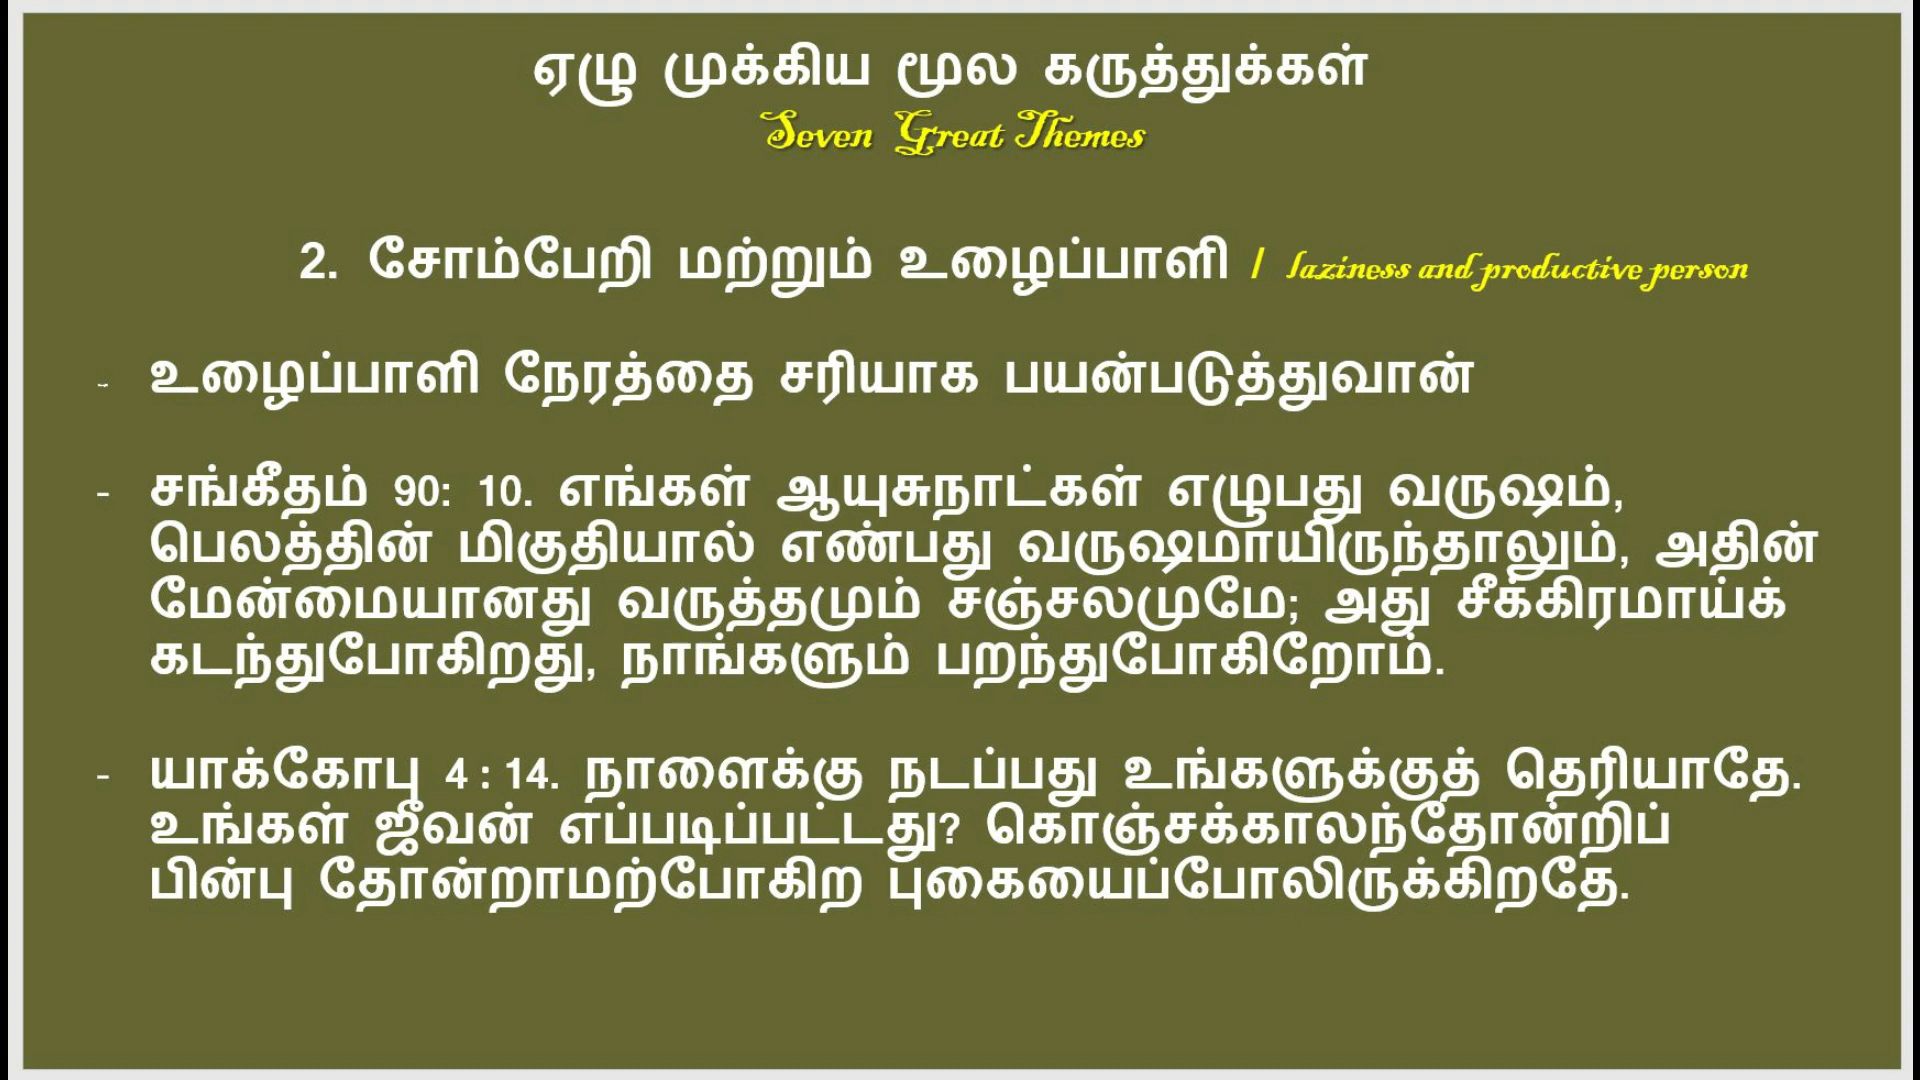 ஏழு முக்கிய மூல கருத்துக்கள்
Seven Great Themes
2. சோம்பேறி மற்றும் உழைப்பாளி / laziness and productive person
- உழைப்பாளி நேரத்தை சரியாக பயன்படுத்துவான்
- சங்கீதம் 90: 10. எங்கள் ஆயுசுநாட்கள் எழுபது வருஷம்,
பெலத்தின் மிகுதியால் எண்பது வருஷமாயிருந்தாலும், அதின்
மேன்மையானது வருத்தமும் சஞ்சலமுமே; அது சீக்கிரமாய்க்
கடந்துபோகிறது, நாங்களும் பறந்துபோகிறோம்.
- யாக்கோபு 4 : 14. நாளைக்கு நடப்பது உங்களுக்குத் தெரியாதே.
உங்கள் ஜீவன் எப்படிப்பட்டது? கொஞ்சக்காலந்தோன்றிப்
பின்பு தோன்றாமற்போகிற புகையைப்போலிருக்கிறதே.